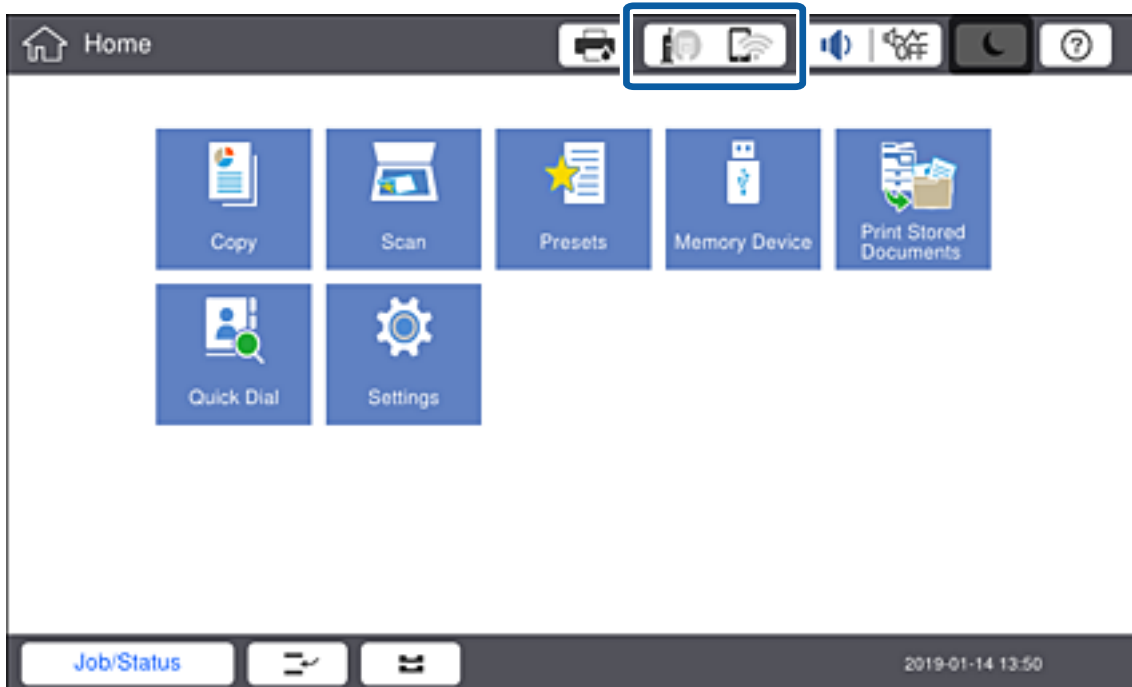 Home
OFF
?
Copy
Scan
Presets
Memory Device
Print Stored
Documents
Quick Dial
Settings
Job/Status
2019-01-14 13:50